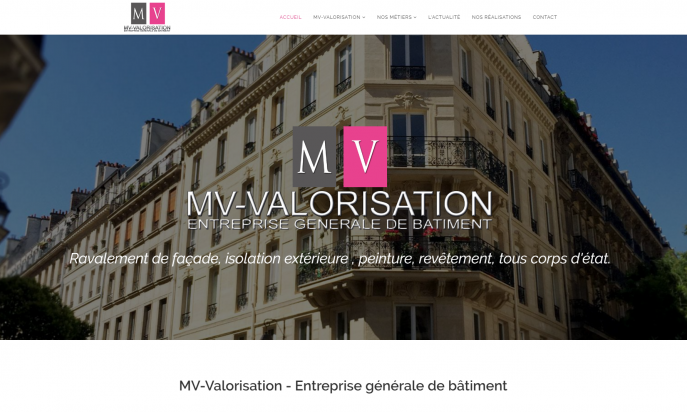 M V
MV-VALORISATION
ACCUEIL MV-VALORISATION NOS MÉTIERS L'ACTUALITÉ NOS RÉALISATIONS CONTACT
M V
MV-VALORISATION
ENTREPRISE GENERALE DE BATIMENT
Ravalement de façade, isolation extérieure , peinture, revêtement, tous corps d'état.
MV-Valorisation - Entreprise générale de bâtiment